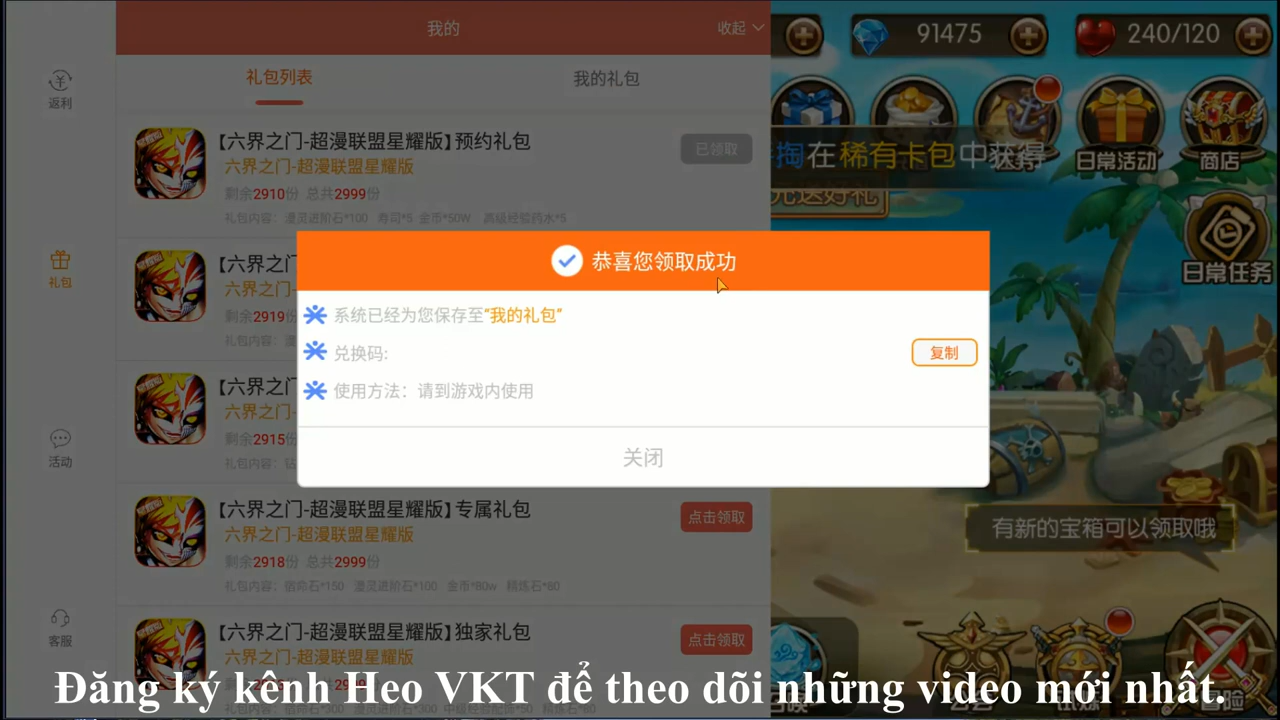 我的
收起
91475
240/120
返利
礼包列表
我的礼包
【六界之门-超漫联盟星耀版】预约礼包
六界之门-超漫联盟星耀版
已领取
剩余2910份 总共2999份
礼包内容：漫灵进阶石*100 寿司*5 金币*50W 高级经验药水*5
在稀有卡包中获得
日常活动
商店
日常任务
礼包
【六界之门
六界之门-
剩余2919份
礼包内容：
恭喜您领取成功
系统已经为您保存至“我的礼包”
兑换码:
复制
使用方法：请到游戏内使用
关闭
【六界之门
六界之门-
剩余2915份
礼包内容：钻
活动
【六界之门-超漫联盟星耀版】专属礼包
六界之门-超漫联盟星耀版
点击领取
剩余2918份 总共2999份
礼包内容：宿命石*150 漫灵进阶石*100 金币*80w 精炼石*80
有新的宝箱可以领取哦
客服
【六界之门-超漫联盟星耀版】独家礼包
六界之门-超漫联盟星耀版
点击领取
Đăng ký kênh Heo VKT để theo dõi những video mới nhất.